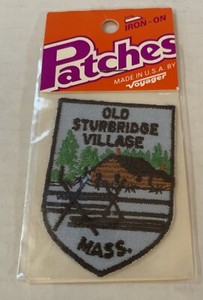 IRON-ON
Patches
MADE IN U.S.A. BY
Voyager
OLD
STURBRIDGE
VILLAGE
MASS.